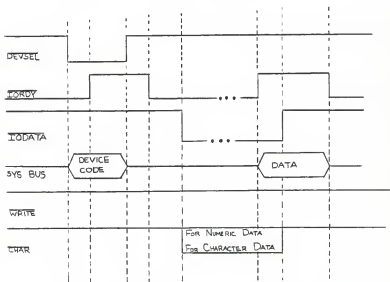 DEVSEL
IORDY
IODATA
DEVICE CODE
DATA
SYS BUS
WRITE
FOR NUMERIC DATA
FOR CHARACTER DATA
CHAR